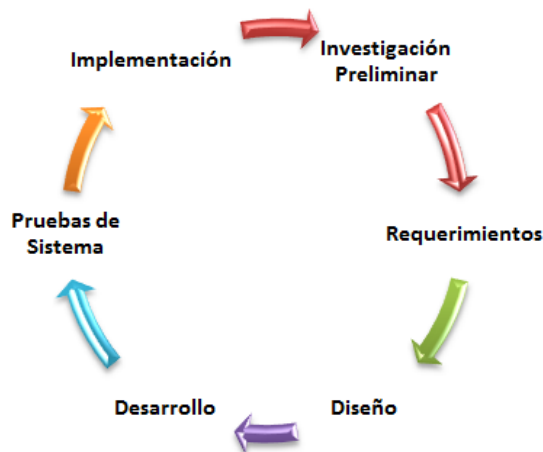 Implementación
Investigación
Preliminar
Requerimientos
Diseño
Desarrollo
Pruebas de
Sistema